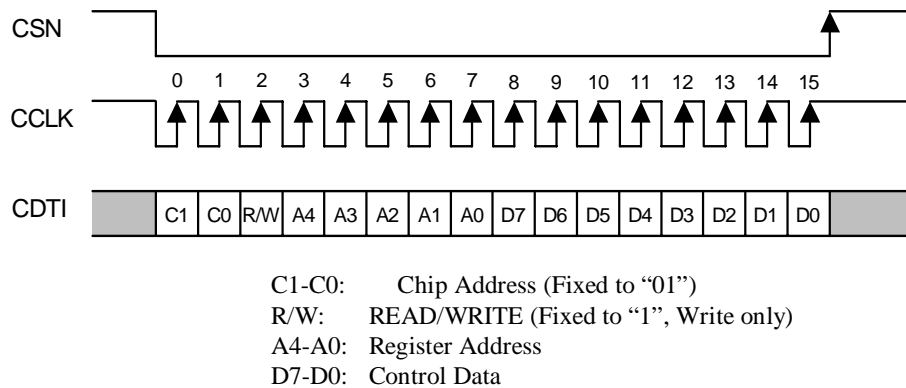 CSN
0 1 2 3 4 5 6 7 8 9 10 11 12 13 14 15
CCLK
CDTI
C1 C0 R/W A4 A3 A2 A1 A0 D7 D6 D5 D4 D3 D2 D1 D0
C1-C0: Chip Address (Fixed to “01”)
R/W: READ/WRITE (Fixed to “1”, Write only)
A4-A0: Register Address
D7-D0: Control Data